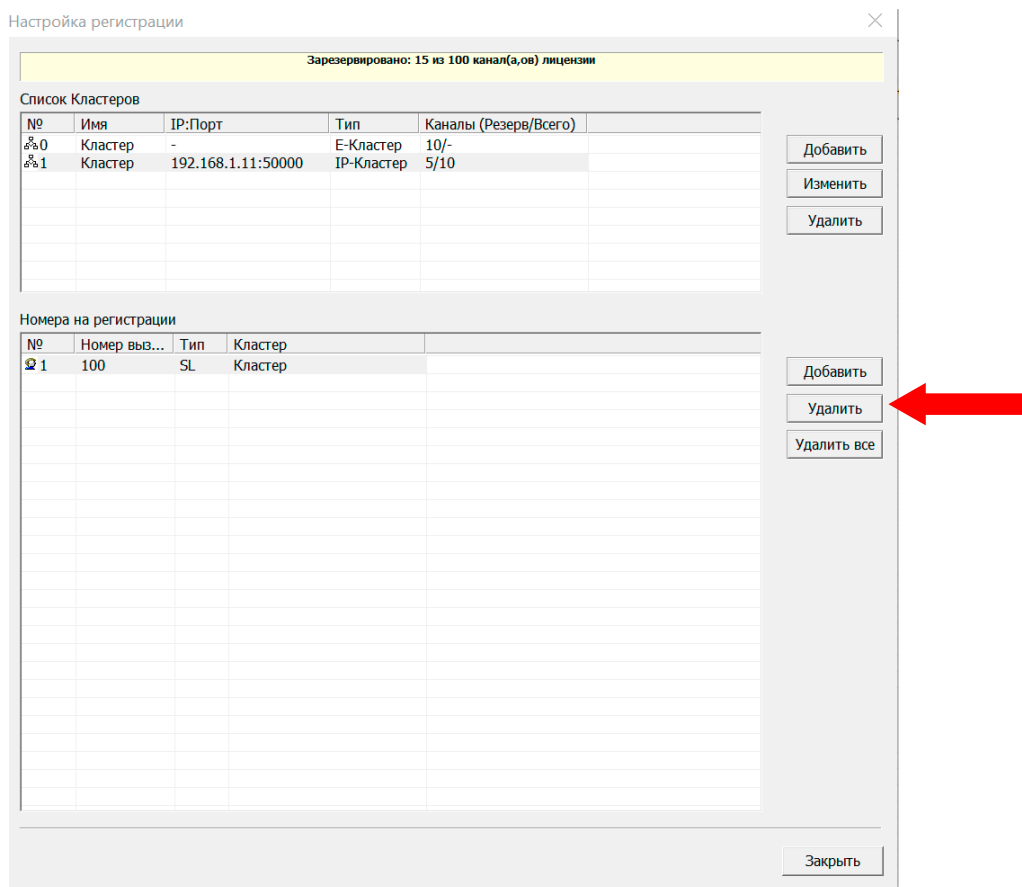 Настройка регистрации
Зарезервировано: 15 из 100 канал(а,ов) лицензии
Список Кластеров
№ Имя IP:Порт Тип Каналы (Резерв/Всего)
0 Кластер - Е-Кластер 10/-
1 Кластер 192.168.1.11:50000 IP-Кластер 5/10
Добавить
Изменить
Удалить
Номера на регистрации
№ Номер выз... Тип Кластер
1 100 SL Кластер
Добавить
Удалить
Удалить все
Закрыть